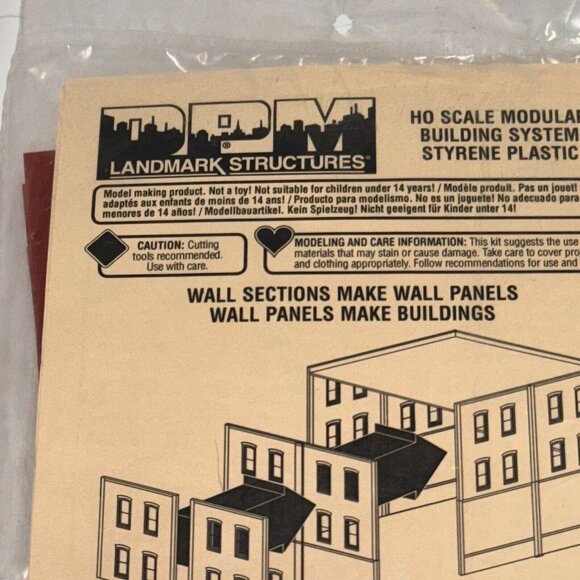 DPM
LANDMARK STRUCTURES®
HO SCALE MODULAR
BUILDING SYSTEM
STYRENE PLASTIC
Model making product. Not a toy! Not suitable for children under 14 years! / Modèle produit. Pas un jouet!
adaptés aux enfants de moins de 14 ans! / Producto para modelismo. No es un juguete! No adecuado para
menores de 14 años! / Modellbauartikel. Kein Spielzeug! Nicht geeigent für Kinder unter 14!
CAUTION: Cutting
tools recommended.
Use with care.
MODELING AND CARE INFORMATION: This kit suggests the use
materials that may stain or cause damage. Take care to cover
and clothing appropriately. Follow recommendations for use and
WALL SECTIONS MAKE WALL PANELS
WALL PANELS MAKE BUILDINGS